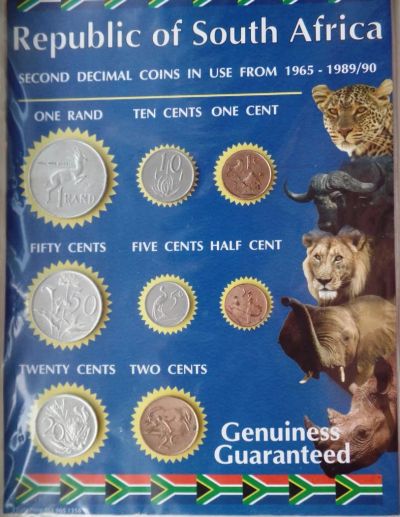 Republic of South Africa
SECOND DECIMAL COINS IN USE FROM 1965 - 1989/90
ONE RAND TEN CENTS ONE CENT
1 RAND
10
1
FIFTY CENTS FIVE CENTS HALF CENT
50
5
TWENTY CENTS TWO CENTS
20
Genuiness
Guaranteed